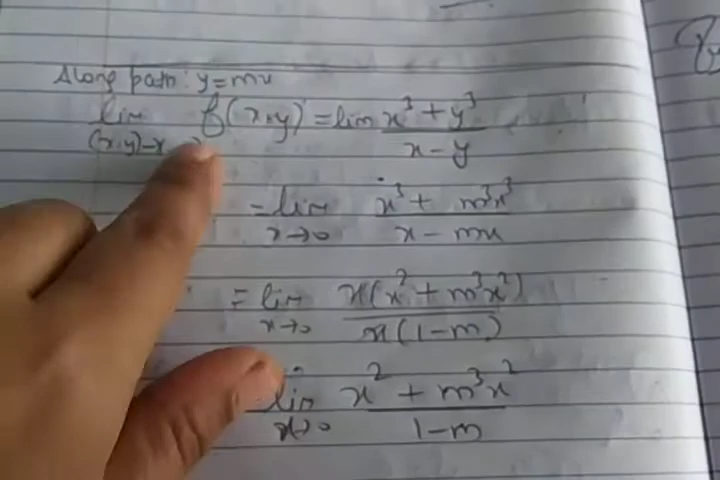 Along path: y=mx
lim (x,y)→ f(x,y) = lim x³ + y³ / x - y
= lim x→0 x³ + m³x³ / x - mx
= lim x→0 x(x² + m³x²) / x(1-m)
lim x→0 x² + m³x² / 1-m